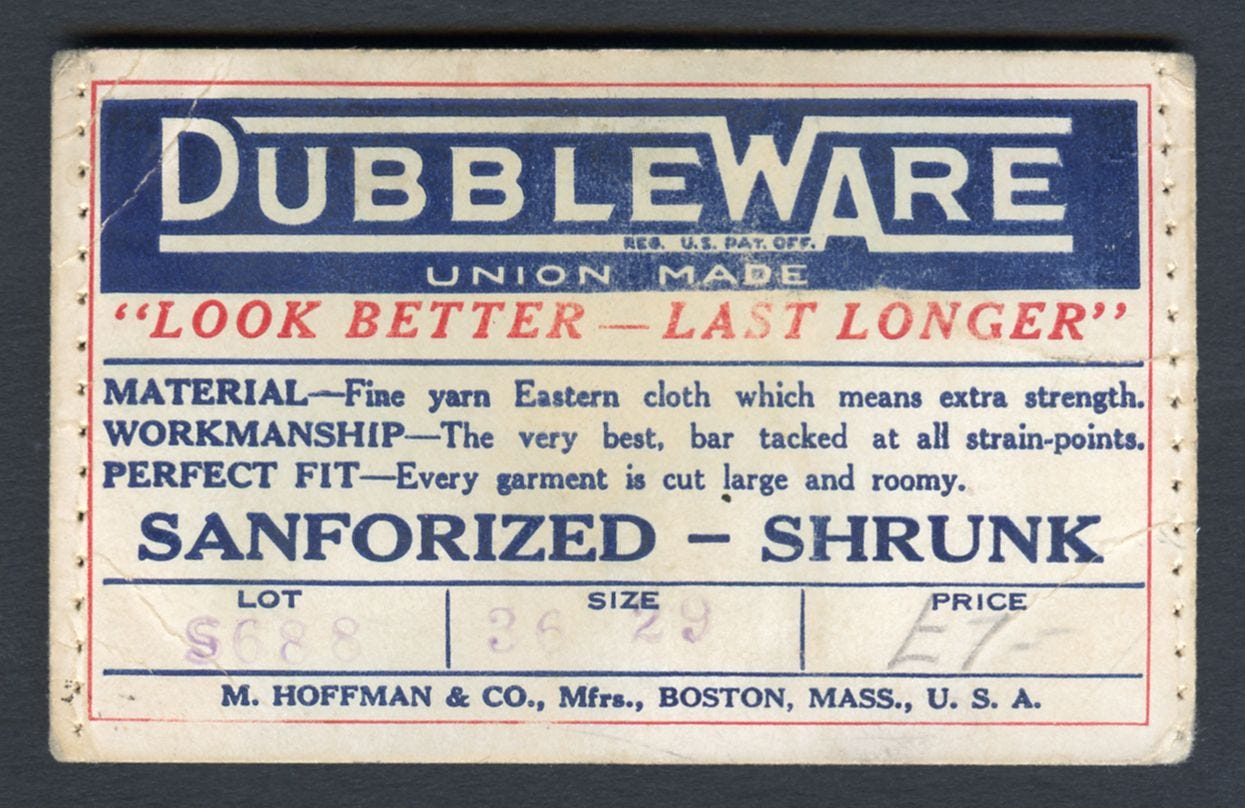 DUBBLEWARE
REG. U.S. PAT. OFF.
UNION MADE
"LOOK BETTER — LAST LONGER"
MATERIAL—Fine yarn Eastern cloth which means extra strength.
WORKMANSHIP—The very best, bar tacked at all strain-points.
PERFECT FIT—Every garment is cut large and roomy.
SANFORIZED – SHRUNK
LOT SIZE PRICE
S688 36 29
M. HOFFMAN & CO., Mfrs., BOSTON, MASS., U. S. A.